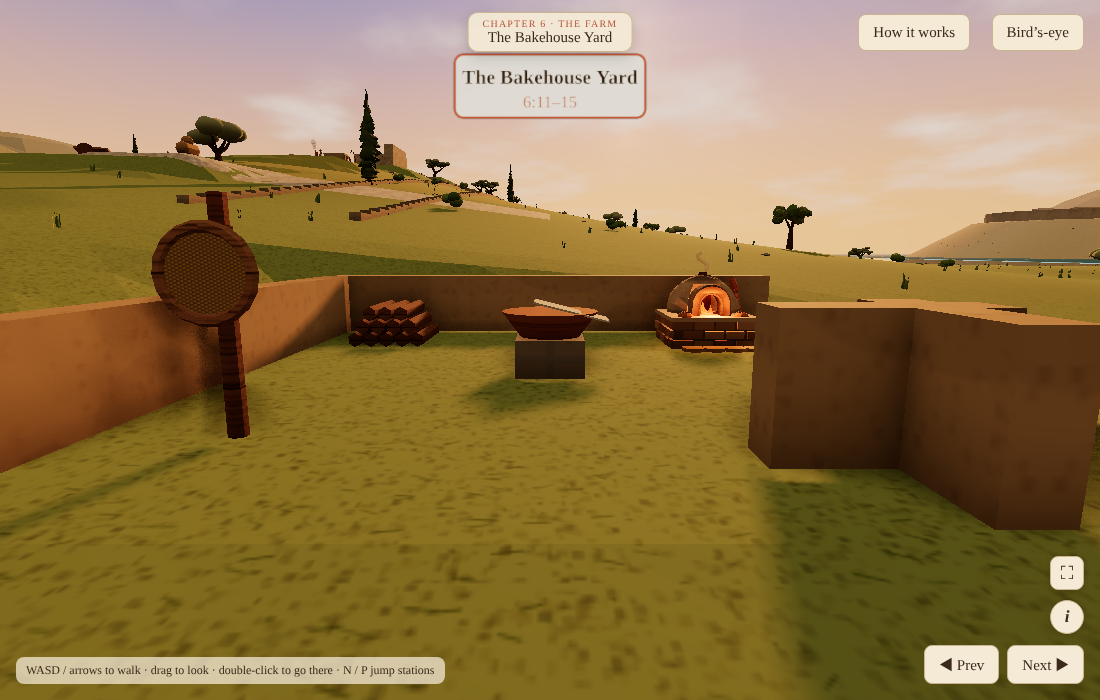 CHAPTER 6 · THE FARM
The Bakehouse Yard
How it works
Bird's-eye
The Bakehouse Yard
6:11–15
i
WASD / arrows to walk · drag to look · double-click to go there · N / P jump stations
◀ Prev
Next ▶